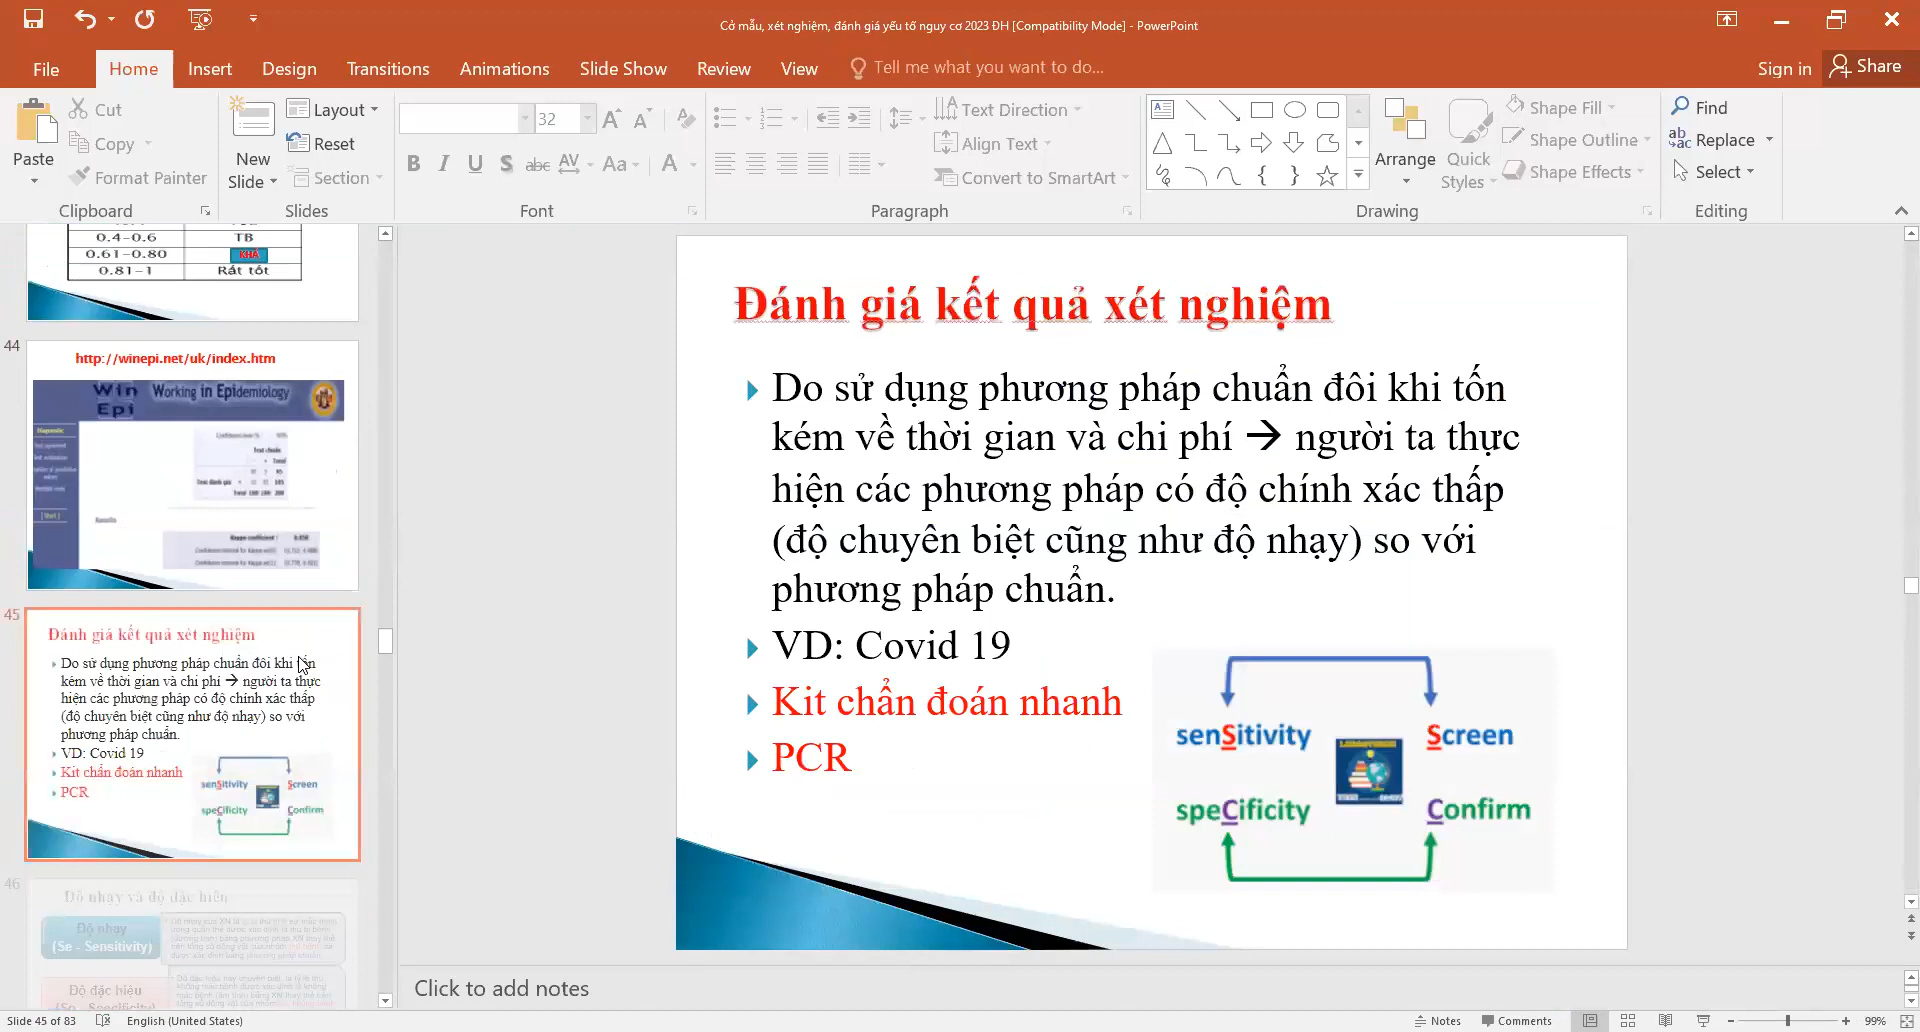 Cở mẫu, xét nghiệm, đánh giá yếu tố nguy cơ 2023 ĐH [Compatibility Mode] - PowerPoint
File
Home
Insert
Design
Transitions
Animations
Slide Show
Review
View
Tell me what you want to do...
Sign in
Share
Paste
Cut
Copy
Format Painter
Clipboard
New
Slide
Layout
Reset
Section
Slides
32
Font
Text Direction
Align Text
Convert to SmartArt
Paragraph
Arrange
Quick
Styles
Shape Fill
Shape Outline
Shape Effects
Drawing
Find
Replace
Select
Editing
0.4-0.6 TB
0.61-0.80 KHÁ
0.81-1 Rất tốt
44
http://winepi.net/uk/index.htm
Win
Epi
Working in Epidemiology
45
Đánh giá kết quả xét nghiệm
Do sử dụng phương pháp chuẩn đôi khi tốn
kém về thời gian và chi phí → người ta thực
hiện các phương pháp có độ chính xác thấp
(độ chuyên biệt cũng như độ nhạy) so với
phương pháp chuẩn.
VD: Covid 19
Kit chẩn đoán nhanh
PCR
senSitivity Screen
speCificity Confirm
46
Độ nhạy và độ đặc hiệu
Độ nhạy
(Se - Sensitivity)
Độ đặc hiệu
Đánh giá kết quả xét nghiệm
Do sử dụng phương pháp chuẩn đôi khi tốn
kém về thời gian và chi phí → người ta thực
hiện các phương pháp có độ chính xác thấp
(độ chuyên biệt cũng như độ nhạy) so với
phương pháp chuẩn.
VD: Covid 19
Kit chẩn đoán nhanh
PCR
senSitivity Screen
speCificity Confirm
Click to add notes
Slide 45 of 83
English (United States)
Notes
Comments
99%